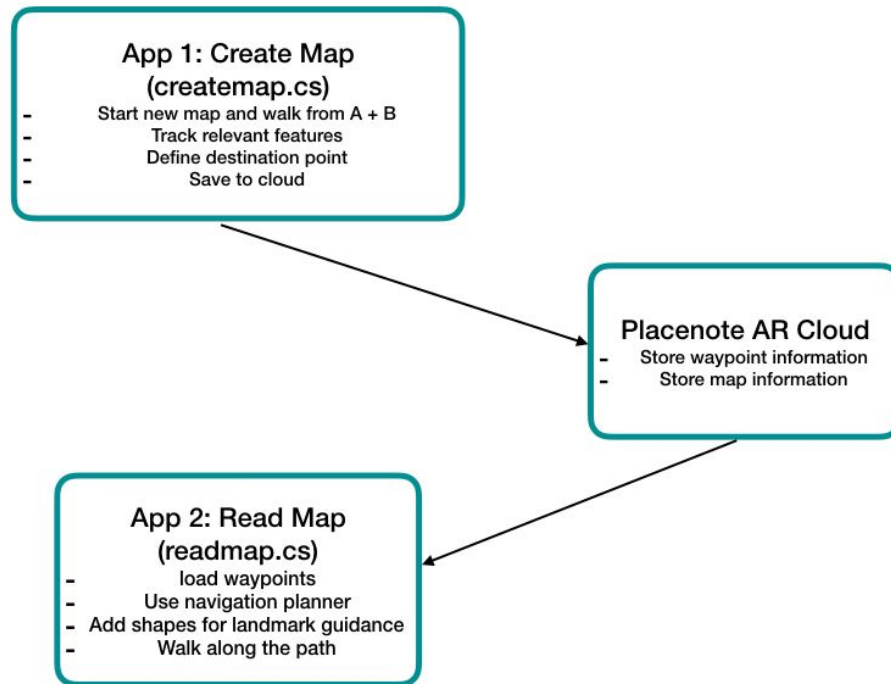 App 1: Create Map
(createmap.cs)
- Start new map and walk from A + B
- Track relevant features
- Define destination point
- Save to cloud
Placenote AR Cloud
- Store waypoint information
- Store map information
App 2: Read Map
(readmap.cs)
- load waypoints
- Use navigation planner
- Add shapes for landmark guidance
- Walk along the path